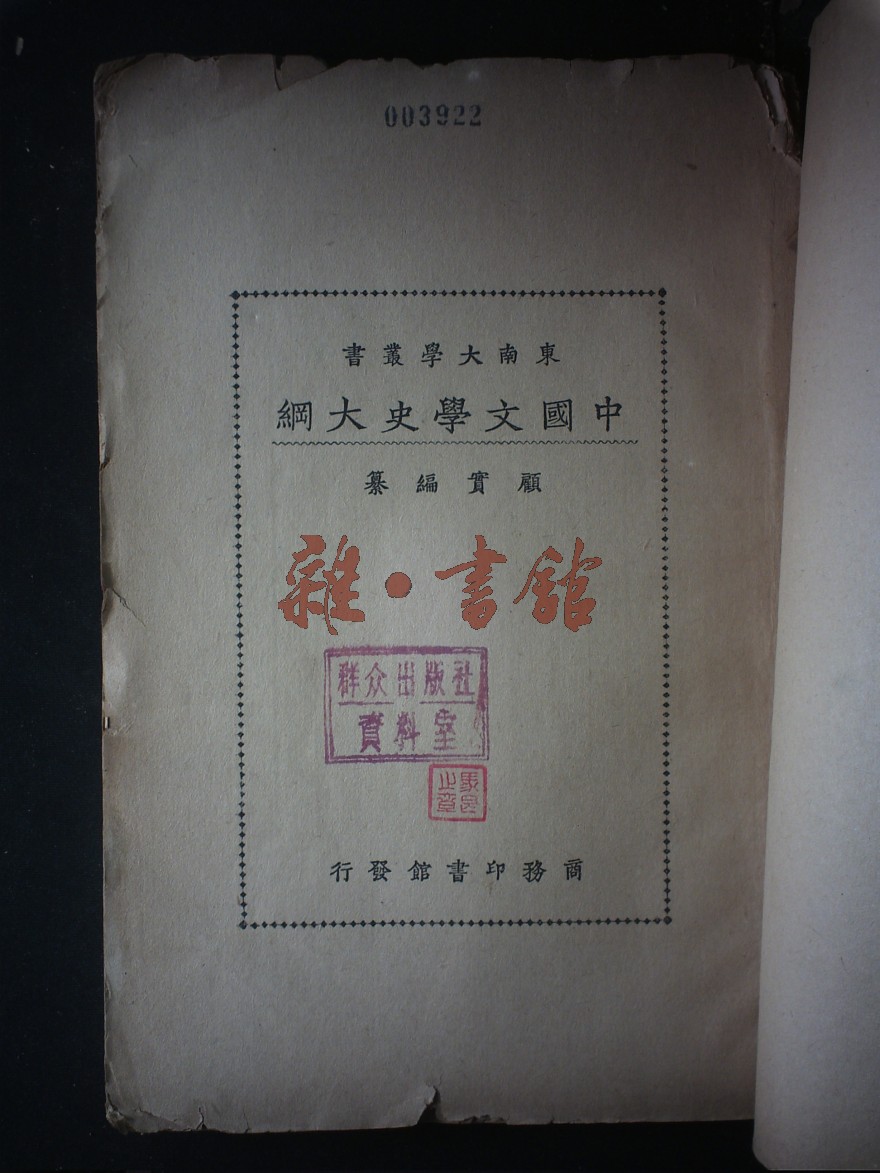 003922
東南大學叢書
中國文學史大綱
顧實編纂
雜·書館
群众出版社
資料室
商務印書館發行